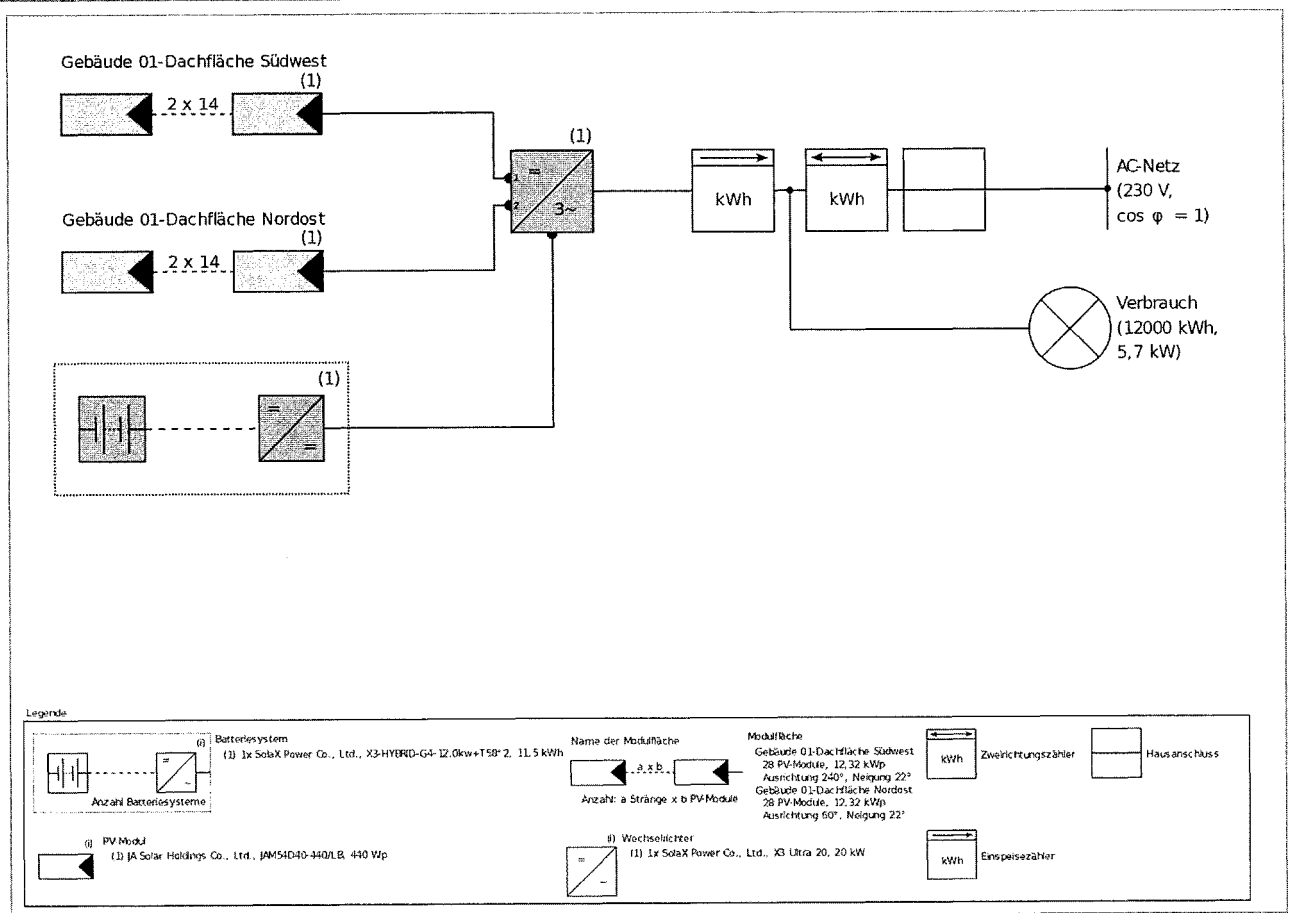 Gebäude 01-Dachfläche Südwest
(1)
2 x 14
(1)
Gebäude 01-Dachfläche Nordost
(1)
2 x 14
(1)
1
2
3~
kWh
kWh
AC-Netz
(230 V,
cos φ = 1)
Verbrauch
(12000 kWh,
5,7 kW)
Legende
(i)
Batteriesystem
(1) 1x SolaX Power Co., Ltd., X3-HYBRID-G4-12.0kw+T58*2, 11.5 kWh
Anzahl Batteriesysteme
(i) PV-Modul
(1) JA Solar Holdings Co., Ltd., JAM54D40-440/LB, 440 Wp
Name der Modulfläche
a x b
Anzahl: a Stränge x b PV-Module
(i) Wechselrichter
(1) 1x SolaX Power Co., Ltd., X3 Ultra 20, 20 kW
Modulfläche
Gebäude 01-Dachfläche Südwest
28 PV-Module, 12,32 kWp
Ausrichtung 240°, Neigung 22°
Gebäude 01-Dachfläche Nordost
28 PV-Module, 12,32 kWp
Ausrichtung 60°, Neigung 22°
kWh
Zweirichtungszähler
Hausanschluss
kWh
Einspeisezähler